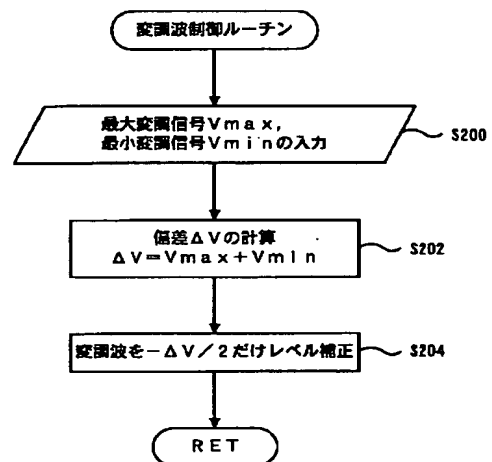 変調波制御ルーチン
最大変調信号Vmax,
最小変調信号Vminの入力
S200
偏差ΔVの計算
ΔV=Vmax+Vmin
S202
変調波を-ΔV/2だけレベル補正
S204
RET